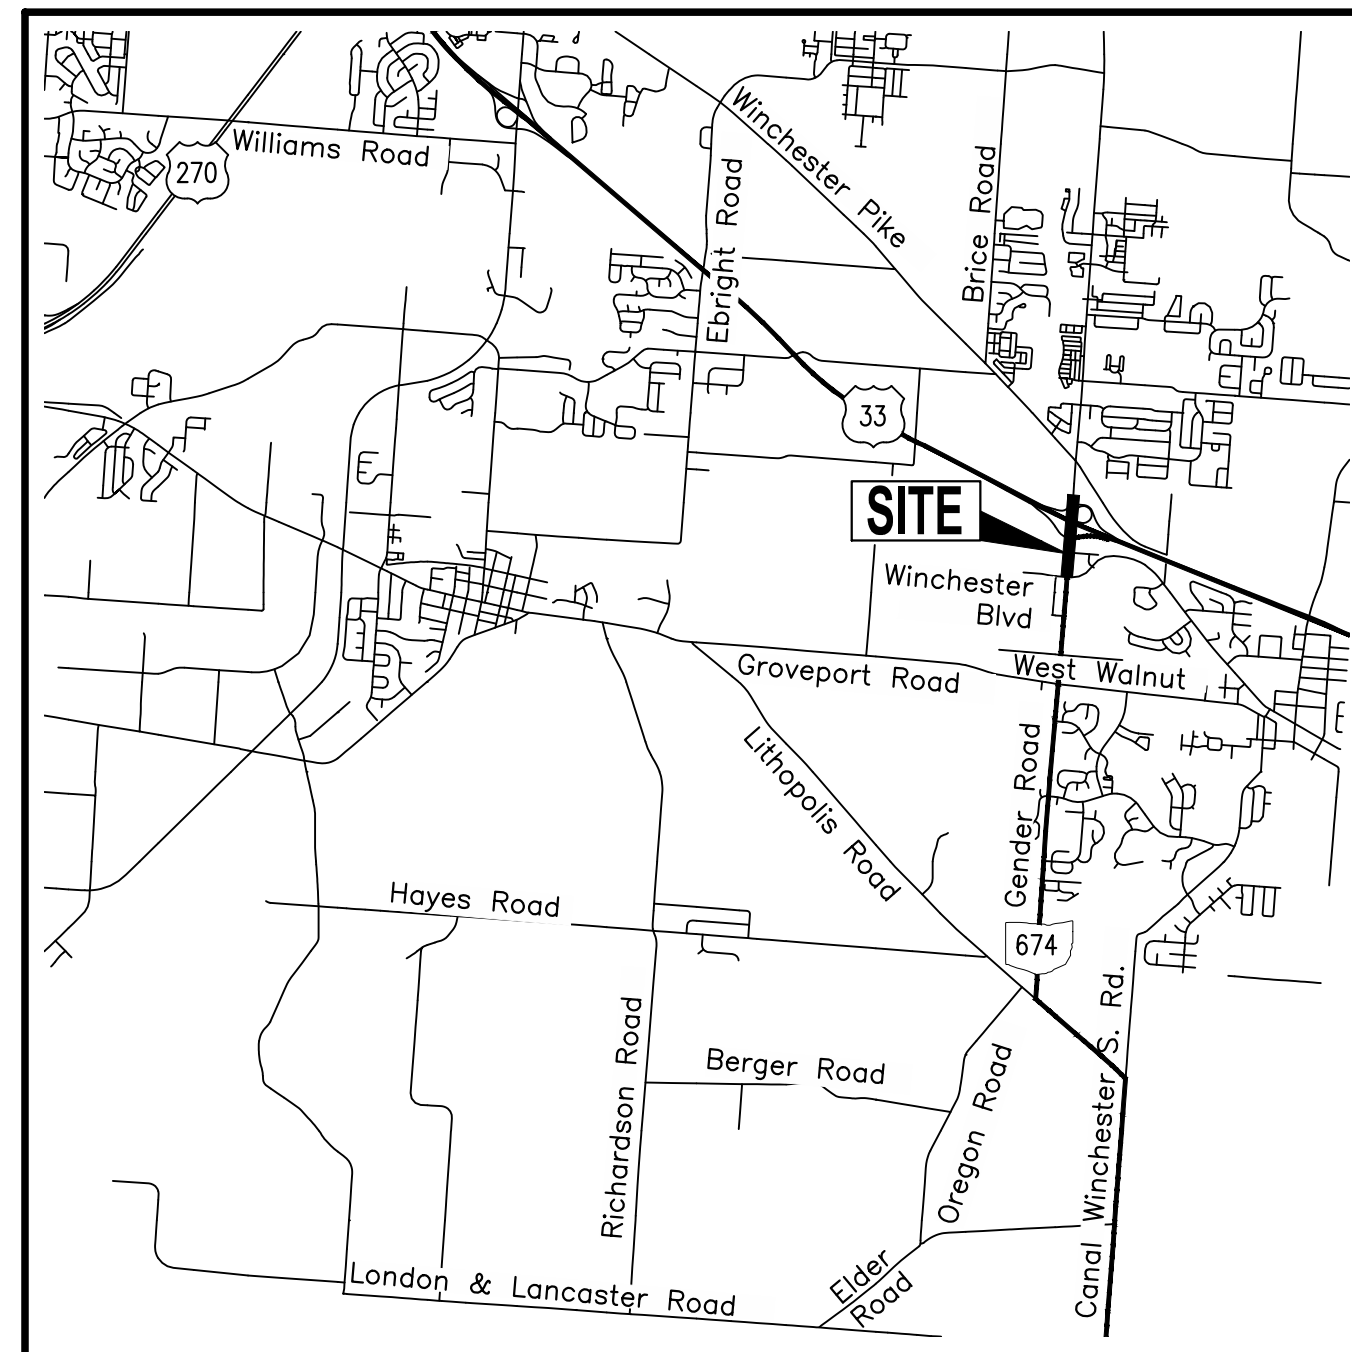 Williams Road
270
Winchester Pike
Ebright Road
Brice Road
33
SITE
Winchester
Blvd
West Walnut
Groveport Road
Lithopolis Road
Gender Road
Hayes Road
674
Richardson Road
Berger Road
Oregon Road
Canal Winchester S. Rd.
Elder
Road
London & Lancaster Road